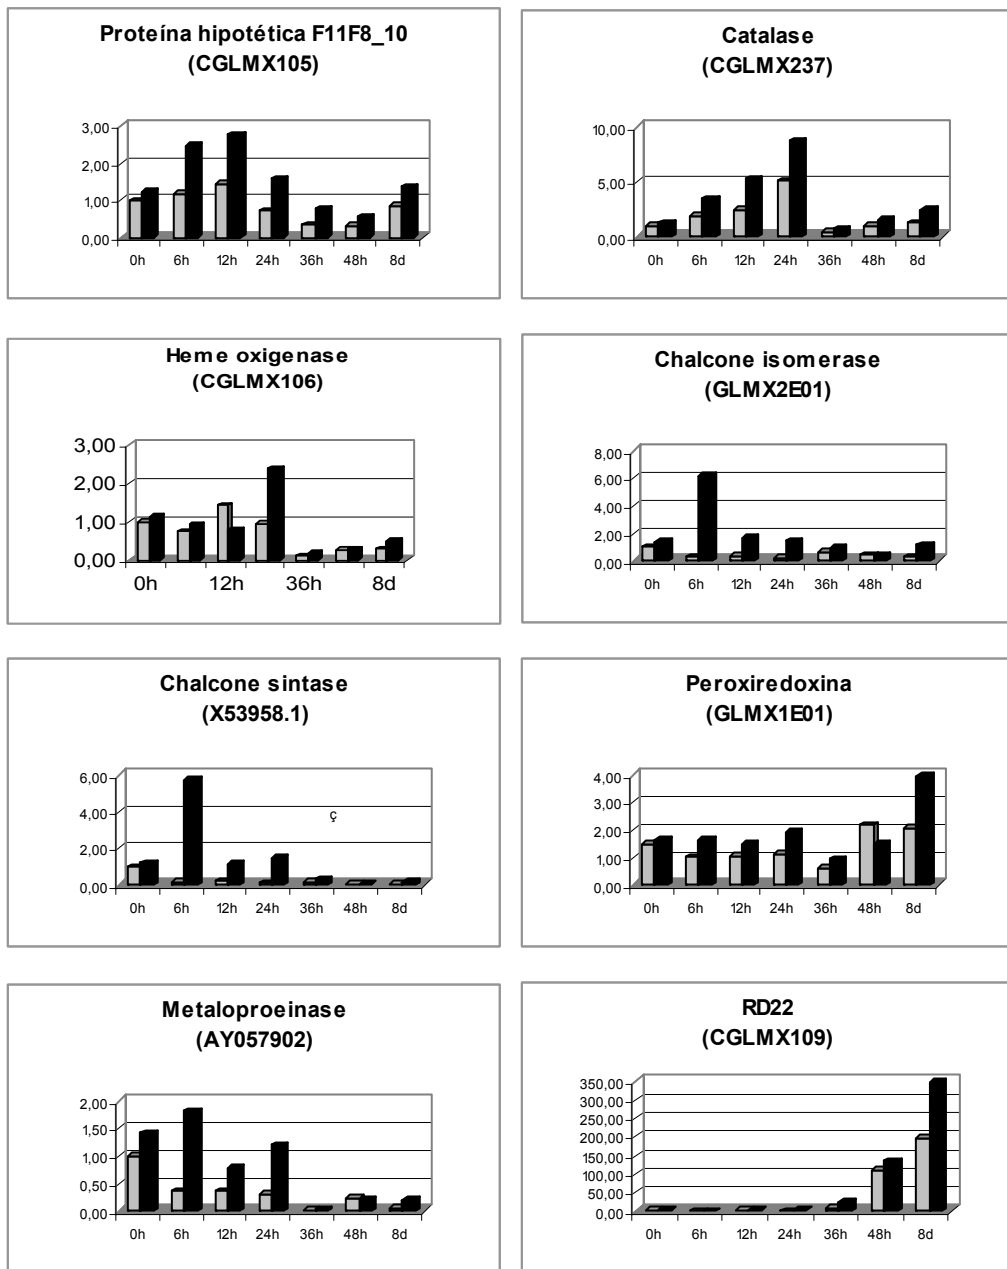 Proteína hipotética F11F8_10
(CGLMX105)
3,00
2,00
1,00
0,00
0h 6h 12h 24h 36h 48h 8d
Catalase
(CGLMX237)
10,00
5,00
0,00
0h 6h 12h 24h 36h 48h 8d
Heme oxigenase
(CGLMX106)
3,00
2,00
1,00
0,00
0h 12h 36h 8d
Chalcone isomerase
(GLMX2E01)
8,00
6,00
4,00
2,00
0,00
0h 6h 12h 24h 36h 48h 8d
Chalcone sintase
(X53958.1)
6,00
4,00
2,00
0,00
ç
0h 6h 12h 24h 36h 48h 8d
Peroxiredoxina
(GLMX1E01)
4,00
3,00
2,00
1,00
0,00
0h 6h 12h 24h 36h 48h 8d
Metaloproeinase
(AY057902)
2,00
1,50
1,00
0,50
0,00
0h 6h 12h 24h 36h 48h 8d
RD22
(CGLMX109)
350,00
300,00
250,00
200,00
150,00
100,00
50,00
0,00
0h 6h 12h 24h 36h 48h 8d